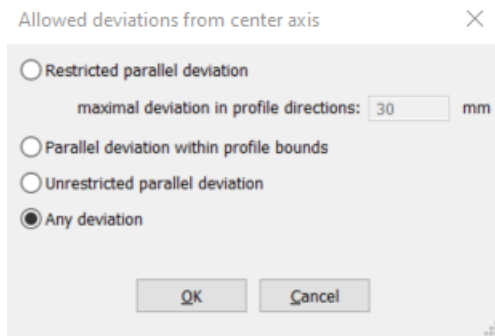 Allowed deviations from center axis
Restricted parallel deviation
maximal deviation in profile directions: 30 mm
Parallel deviation within profile bounds
Unrestricted parallel deviation
Any deviation
OK Cancel